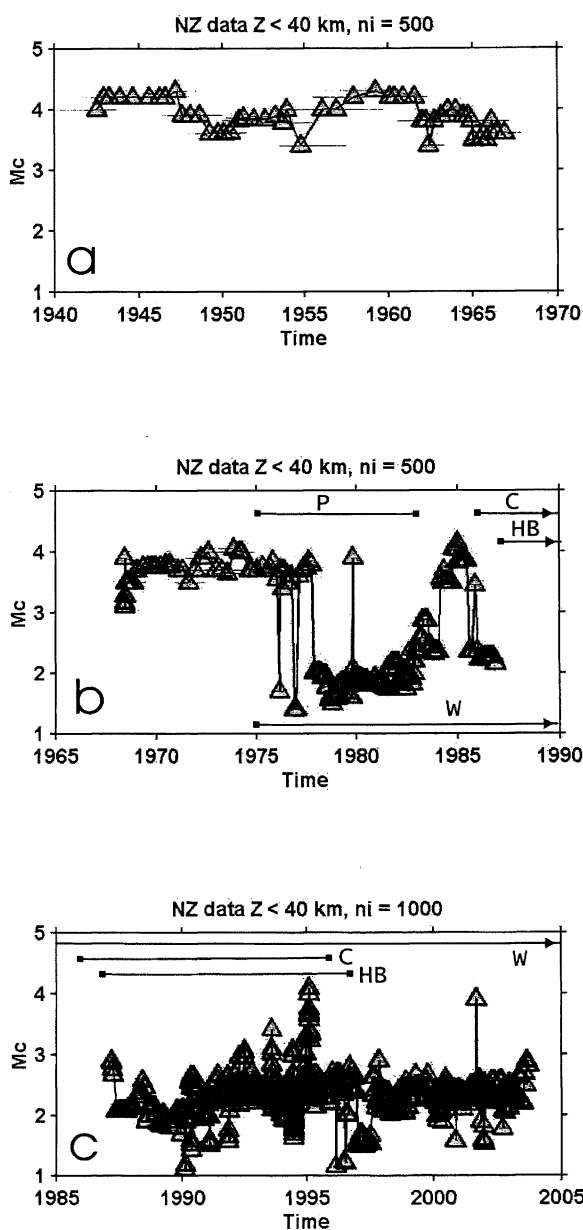 NZ data Z < 40 km, ni = 500
5
4
3
2
1
Mc
a
1940 1945 1950 1955 1960 1965 1970
Time
NZ data Z < 40 km, ni = 500
5
4
3
2
1
Mc
P
C
HB
W
b
1965 1970 1975 1980 1985 1990
Time
NZ data Z < 40 km, ni = 1000
5
4
3
2
1
Mc
W
C
HB
c
1985 1990 1995 2000 2005
Time